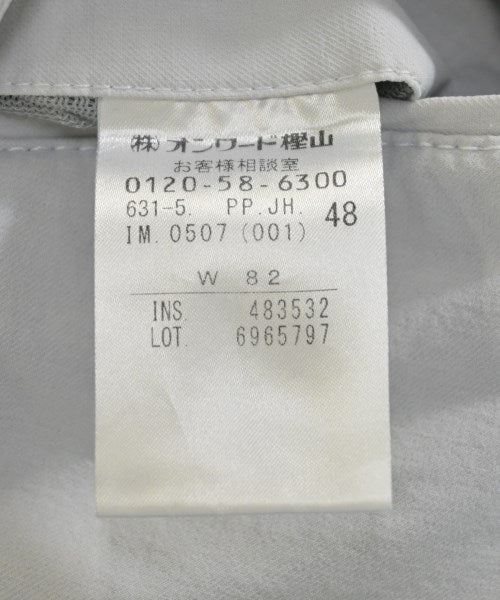 (株)オンワード樫山
お客様相談室
0120-58-6300
631-5. PP.JH. 48
IM.0507(001)
W 82
INS. 483532
LOT. 6965797